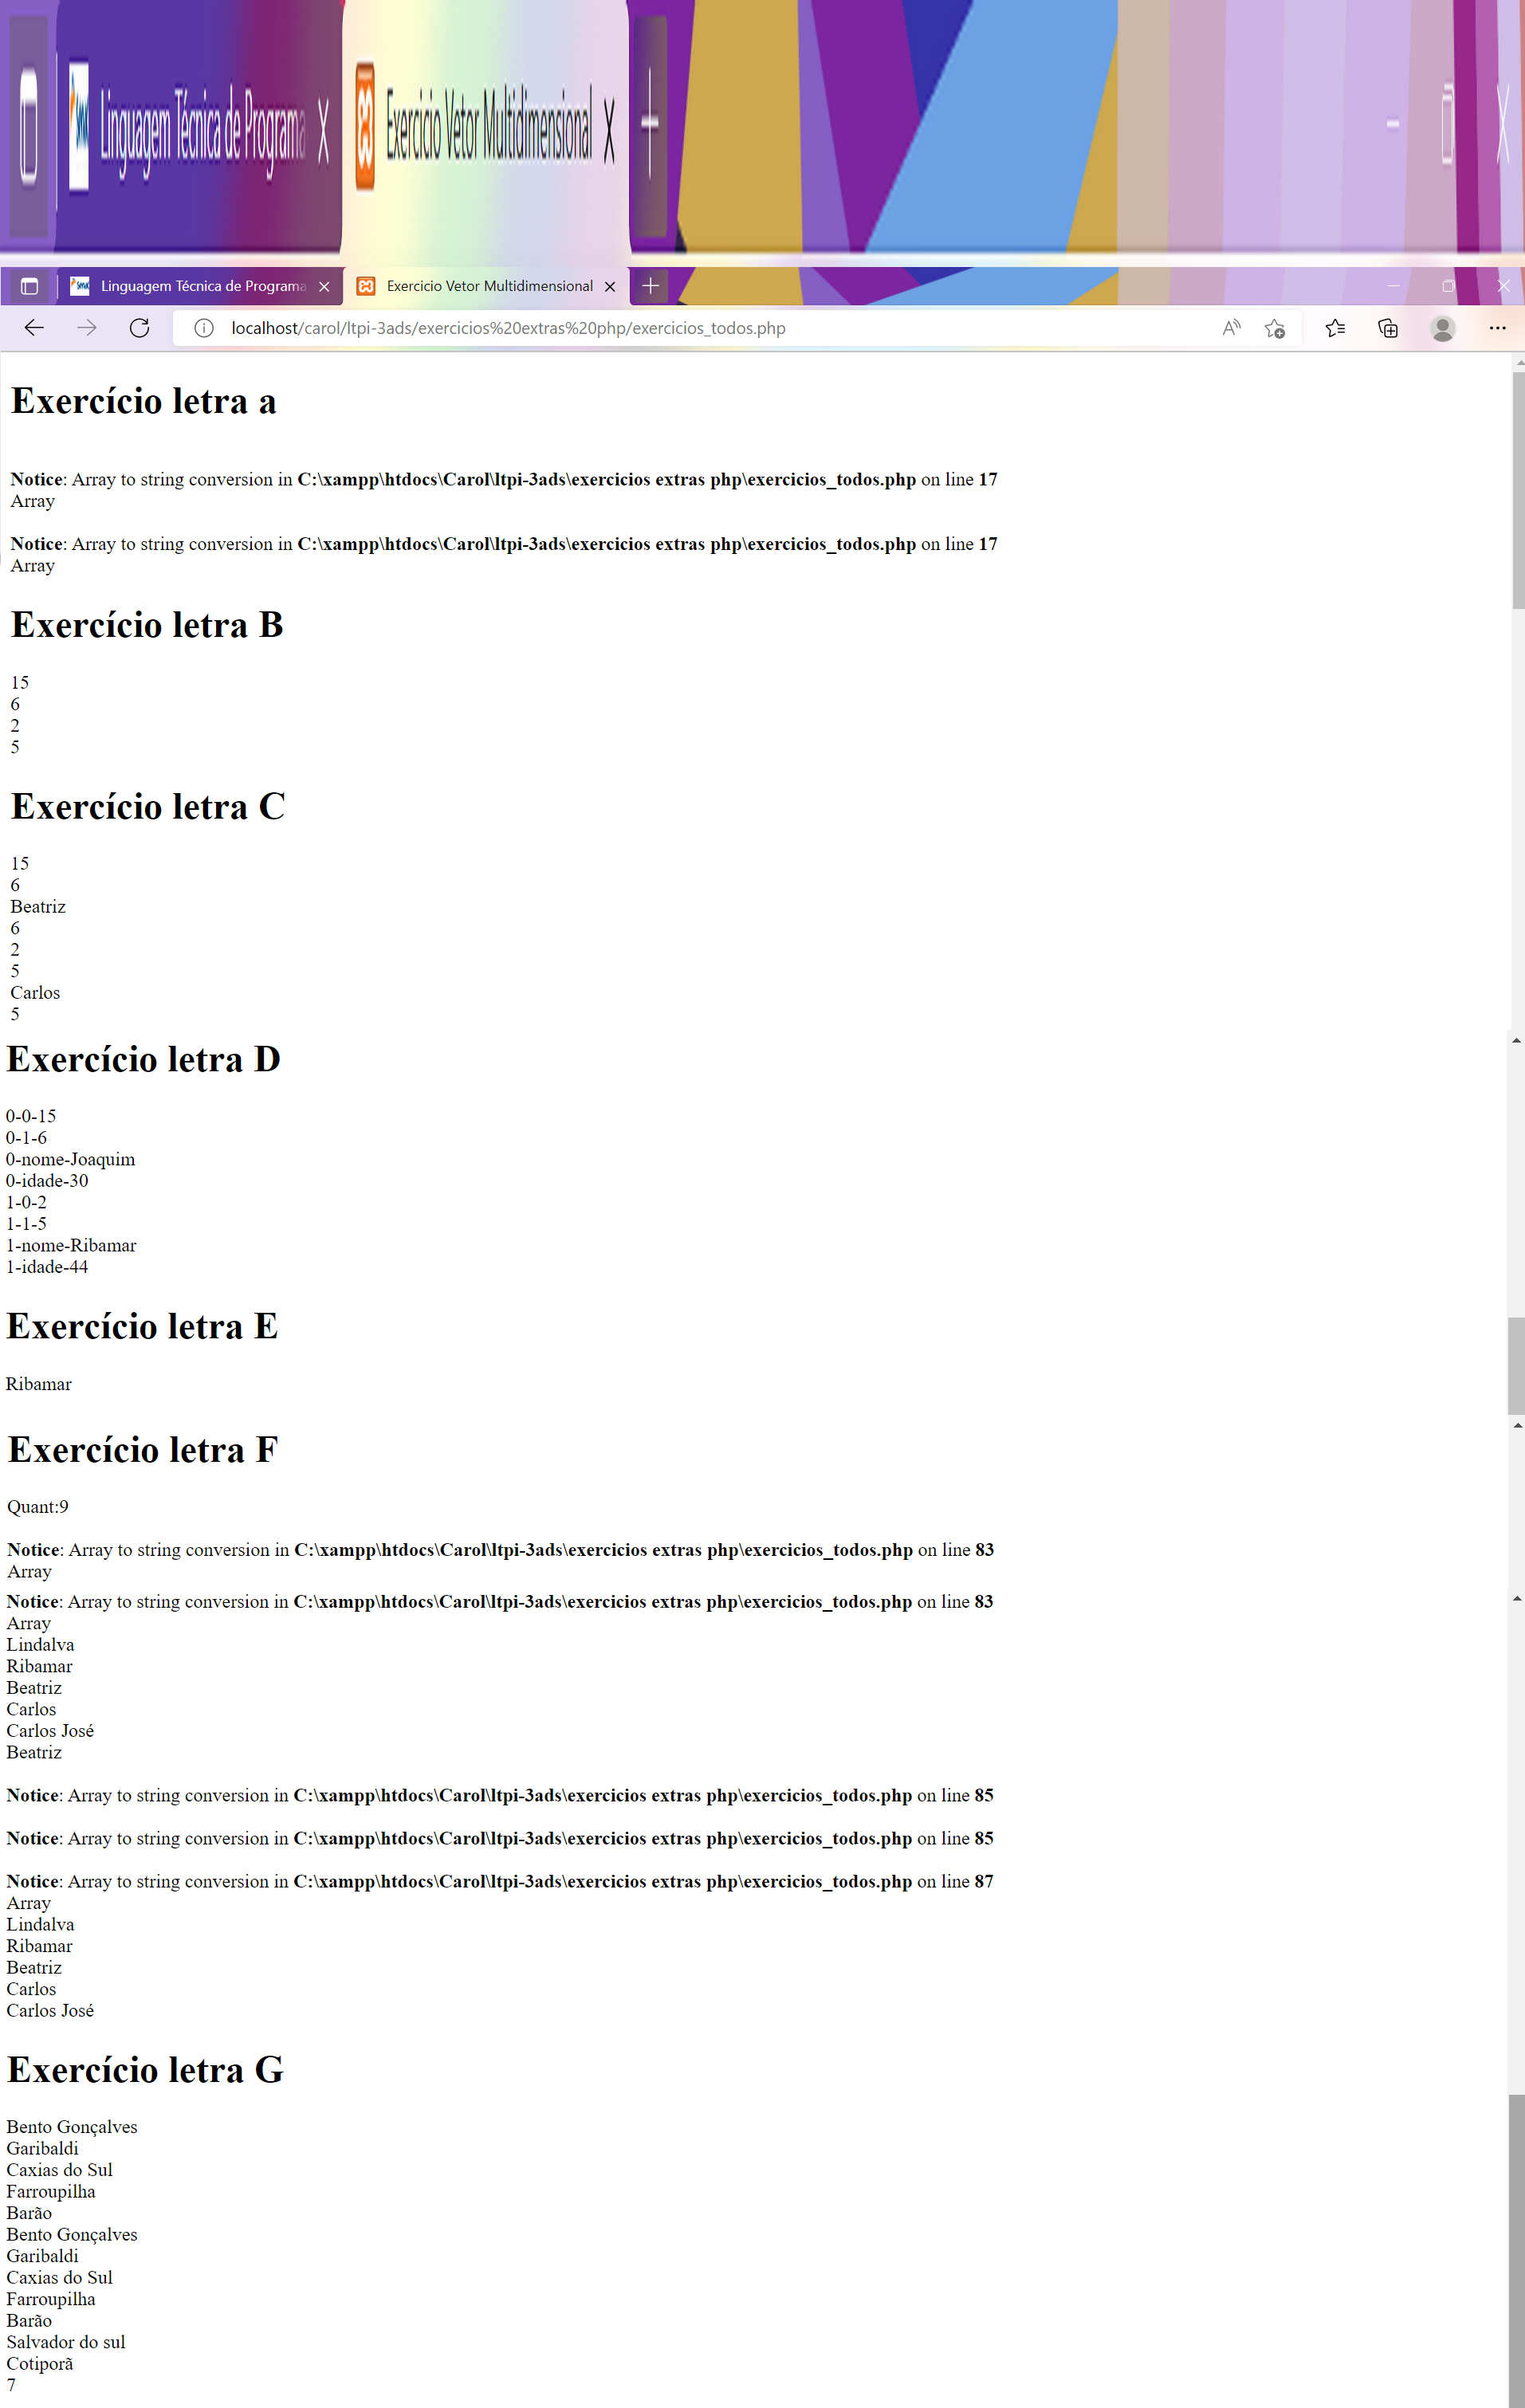 Linguagem Técnica de Programa
Exercicio Vetor Multidimensional
Linguagem Técnica de Programa
Exercicio Vetor Multidimensional
localhost/carol/ltpi-3ads/exercicios%20extras%20php/exercicios_todos.php
Exercício letra a
Notice: Array to string conversion in C:\xampp\htdocs\Carol\ltpi-3ads\exercicios extras php\exercicios_todos.php on line 17
Array
Notice: Array to string conversion in C:\xampp\htdocs\Carol\ltpi-3ads\exercicios extras php\exercicios_todos.php on line 17
Array
Exercício letra B
15
6
2
5
Exercício letra C
15
6
Beatriz
6
2
5
Carlos
5
Exercício letra D
0-0-15
0-1-6
0-nome-Joaquim
0-idade-30
1-0-2
1-1-5
1-nome-Ribamar
1-idade-44
Exercício letra E
Ribamar
Exercício letra F
Quant:9
Notice: Array to string conversion in C:\xampp\htdocs\Carol\ltpi-3ads\exercicios extras php\exercicios_todos.php on line 83
Array
Notice: Array to string conversion in C:\xampp\htdocs\Carol\ltpi-3ads\exercicios extras php\exercicios_todos.php on line 83
Array
Lindalva
Ribamar
Beatriz
Carlos
Carlos José
Beatriz
Notice: Array to string conversion in C:\xampp\htdocs\Carol\ltpi-3ads\exercicios extras php\exercicios_todos.php on line 85
Notice: Array to string conversion in C:\xampp\htdocs\Carol\ltpi-3ads\exercicios extras php\exercicios_todos.php on line 85
Notice: Array to string conversion in C:\xampp\htdocs\Carol\ltpi-3ads\exercicios extras php\exercicios_todos.php on line 87
Array
Lindalva
Ribamar
Beatriz
Carlos
Carlos José
Exercício letra G
Bento Gonçalves
Garibaldi
Caxias do Sul
Farroupilha
Barão
Bento Gonçalves
Garibaldi
Caxias do Sul
Farroupilha
Barão
Salvador do sul
Cotiporã
7